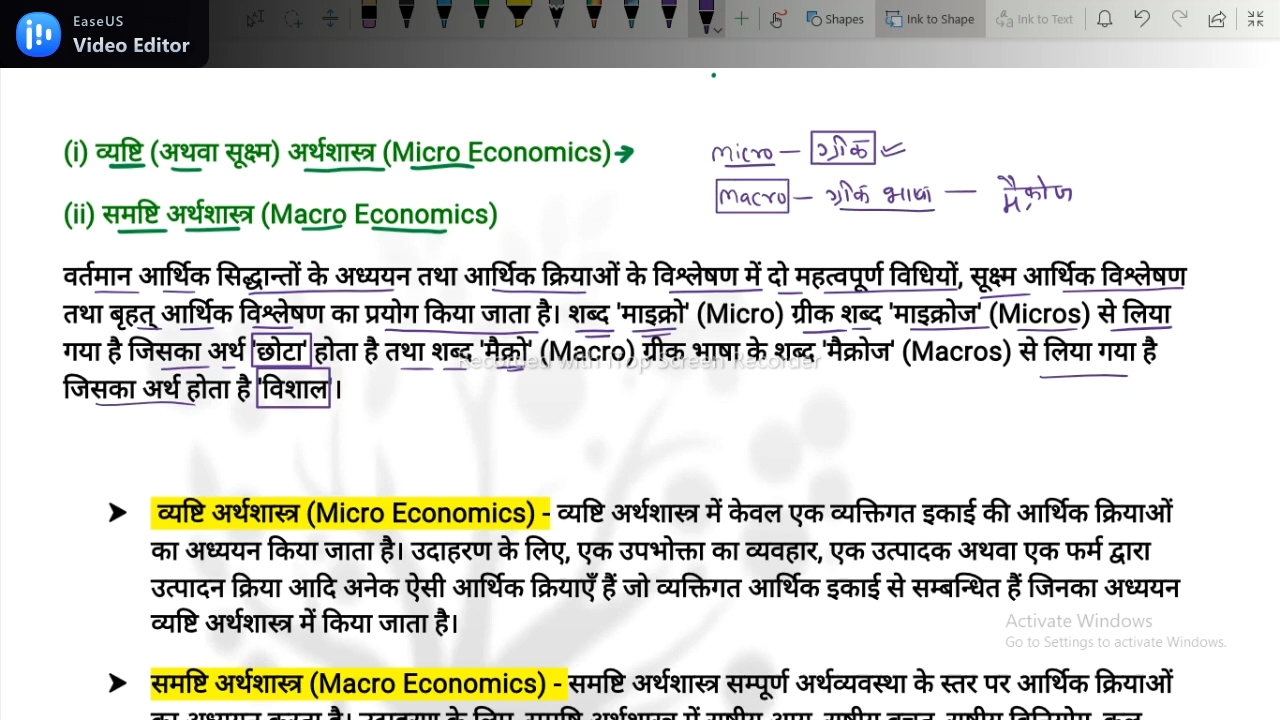 EaseUS
Video Editor
Shapes
Ink to Shape
Ink to Text
(i) व्यष्टि (अथवा सूक्ष्म) अर्थशास्त्र (Micro Economics)→
Micro — ग्रीक
(ii) समष्टि अर्थशास्त्र (Macro Economics)
Macro — ग्रीक भाषा — मैक्रोज
वर्तमान आर्थिक सिद्धान्तों के अध्ययन तथा आर्थिक क्रियाओं के विश्लेषण में दो महत्वपूर्ण विधियों, सूक्ष्म आर्थिक विश्लेषण
तथा बृहत् आर्थिक विश्लेषण का प्रयोग किया जाता है। शब्द 'माइक्रो' (Micro) ग्रीक शब्द 'माइक्रोज' (Micros) से लिया
गया है जिसका अर्थ 'छोटा' होता है तथा शब्द 'मैक्रो' (Macro) ग्रीक भाषा के शब्द 'मैक्रोज' (Macros) से लिया गया है
Recorded with iTop Screen Recorder
जिसका अर्थ होता है 'विशाल'।
➤ व्यष्टि अर्थशास्त्र (Micro Economics) - व्यष्टि अर्थशास्त्र में केवल एक व्यक्तिगत इकाई की आर्थिक क्रियाओं
का अध्ययन किया जाता है। उदाहरण के लिए, एक उपभोक्ता का व्यवहार, एक उत्पादक अथवा एक फर्म द्वारा
उत्पादन क्रिया आदि अनेक ऐसी आर्थिक क्रियाएँ हैं जो व्यक्तिगत आर्थिक इकाई से सम्बन्धित हैं जिनका अध्ययन
व्यष्टि अर्थशास्त्र में किया जाता है।
Activate Windows
Go to Settings to activate Windows.
➤ समष्टि अर्थशास्त्र (Macro Economics) - समष्टि अर्थशास्त्र सम्पूर्ण अर्थव्यवस्था के स्तर पर आर्थिक क्रियाओं